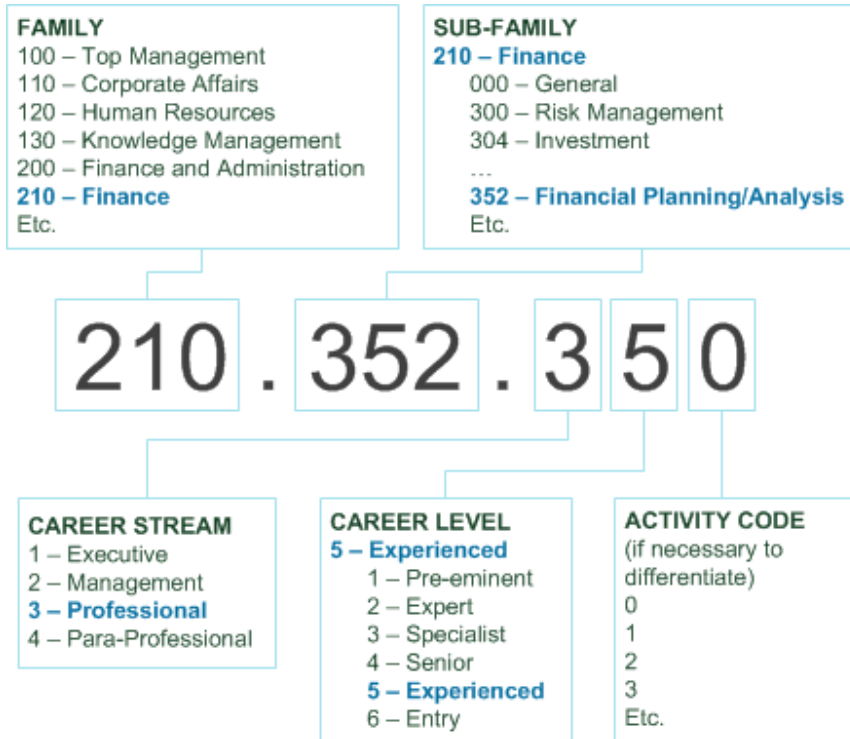 FAMILY
100 – Top Management
110 – Corporate Affairs
120 – Human Resources
130 – Knowledge Management
200 – Finance and Administration
210 – Finance
Etc.
SUB-FAMILY
210 – Finance
000 – General
300 – Risk Management
304 – Investment
...
352 – Financial Planning/Analysis
Etc.
210 . 352 . 3 5 0
CAREER STREAM
1 – Executive
2 – Management
3 – Professional
4 – Para-Professional
CAREER LEVEL
5 – Experienced
1 – Pre-eminent
2 – Expert
3 – Specialist
4 – Senior
5 – Experienced
6 – Entry
ACTIVITY CODE
(if necessary to
differentiate)
0
1
2
3
Etc.